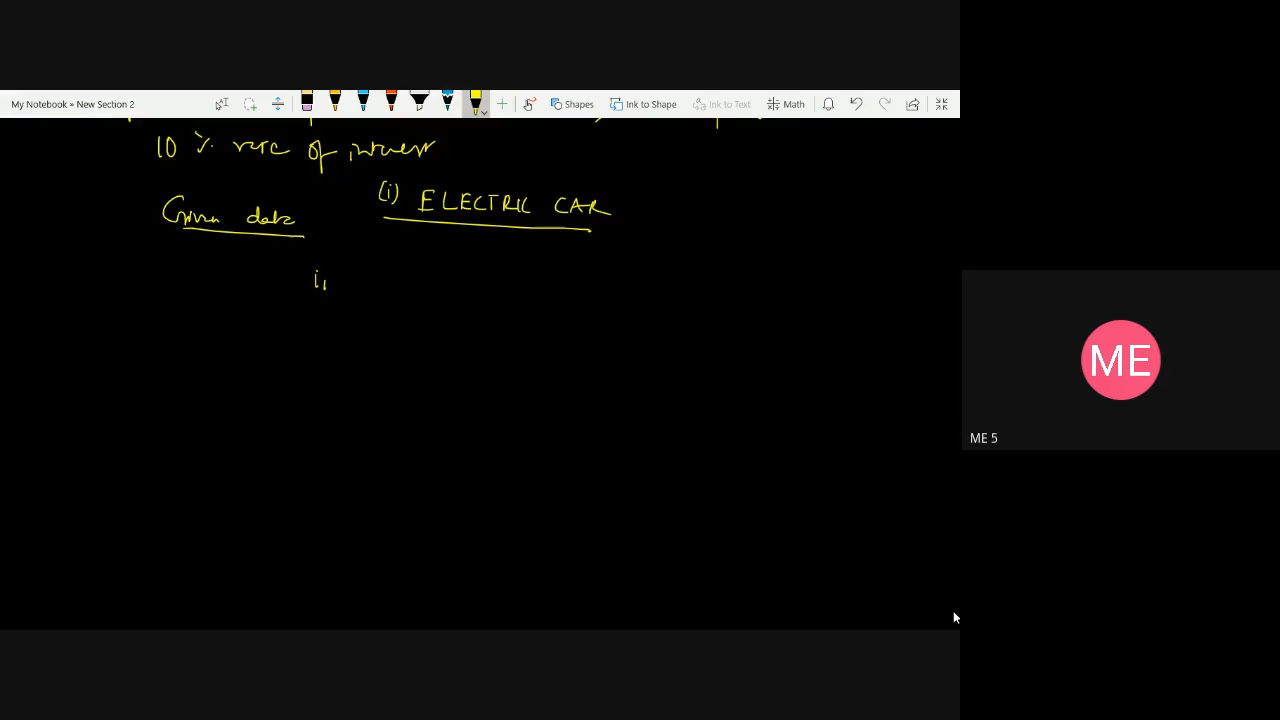 My Notebook » New Section 2
Shapes Ink to Shape Ink to Text Math
10 % rate of interest
Given data (i) ELECTRIC CAR
ME
ME 5